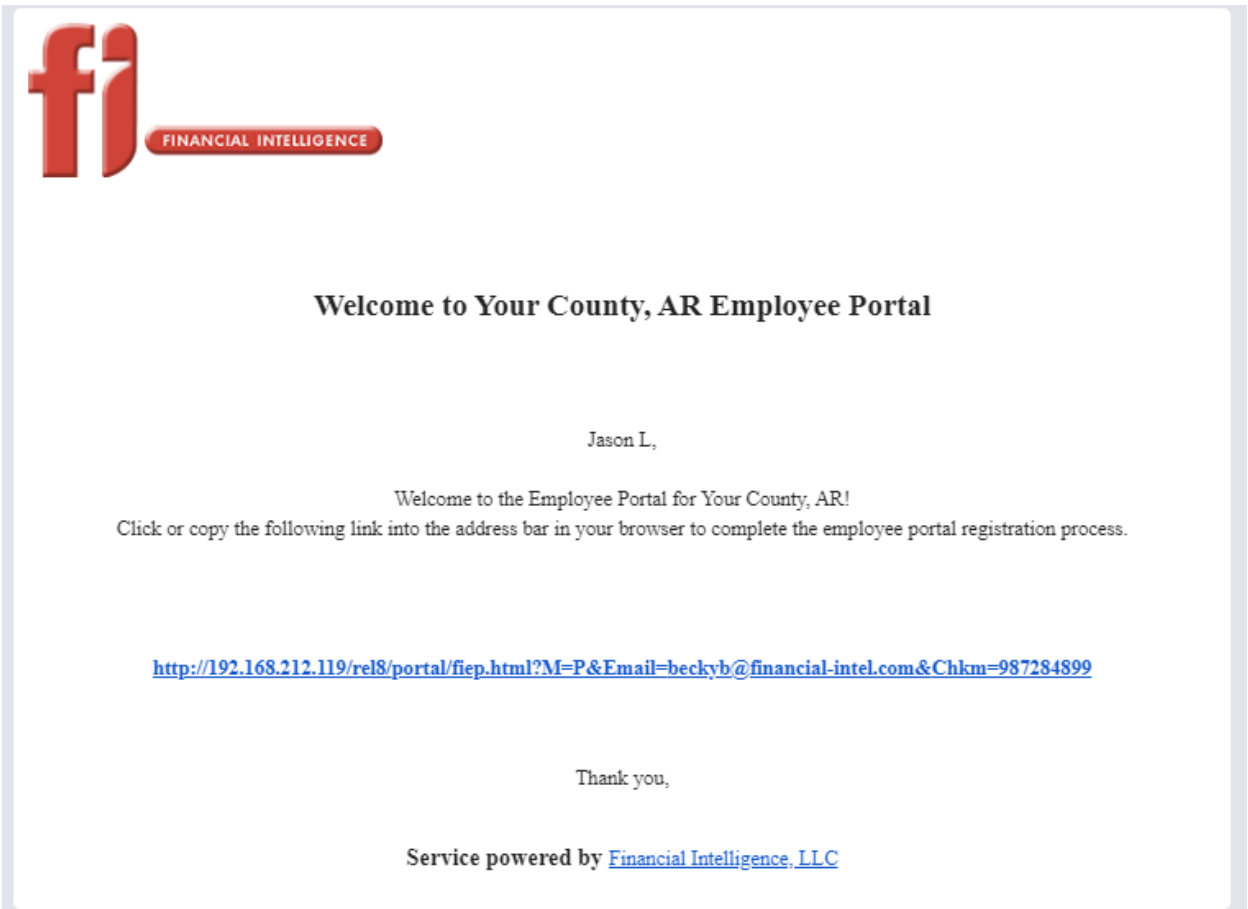 fi
FINANCIAL INTELLIGENCE
Welcome to Your County, AR Employee Portal
Jason L,
Welcome to the Employee Portal for Your County, AR!
Click or copy the following link into the address bar in your browser to complete the employee portal registration process.
http://192.168.212.119/rel8/portal/fiep.html?M=P&Email=beckyb@financial-intel.com&Chkm=987284899
Thank you,
Service powered by Financial Intelligence, LLC